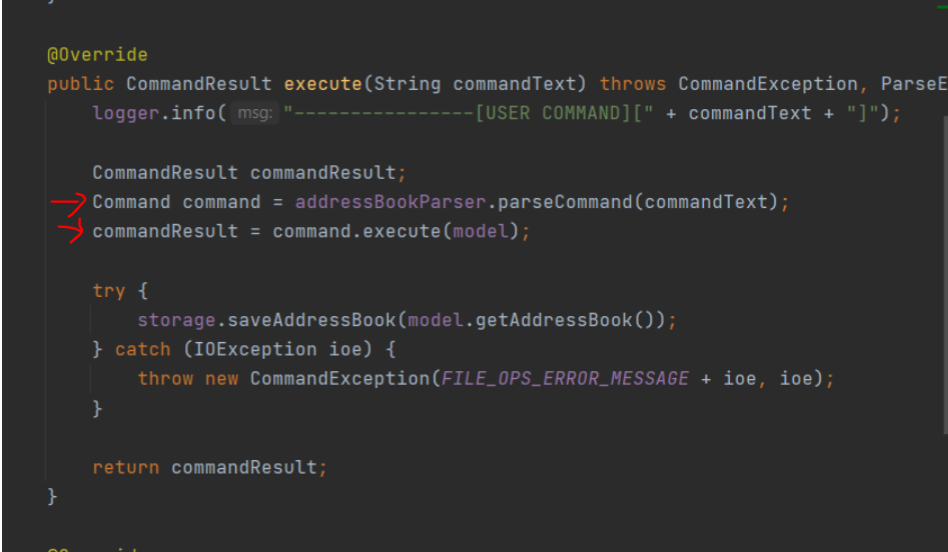 @Override
public CommandResult execute(String commandText) throws CommandException, ParseE
logger.info( msg: "----------------[USER COMMAND][" + commandText + "]");
CommandResult commandResult;
Command command = addressBookParser.parseCommand(commandText);
commandResult = command.execute(model);
try {
storage.saveAddressBook(model.getAddressBook());
} catch (IOException ioe) {
throw new CommandException(FILE_OPS_ERROR_MESSAGE + ioe, ioe);
}
return commandResult;
}